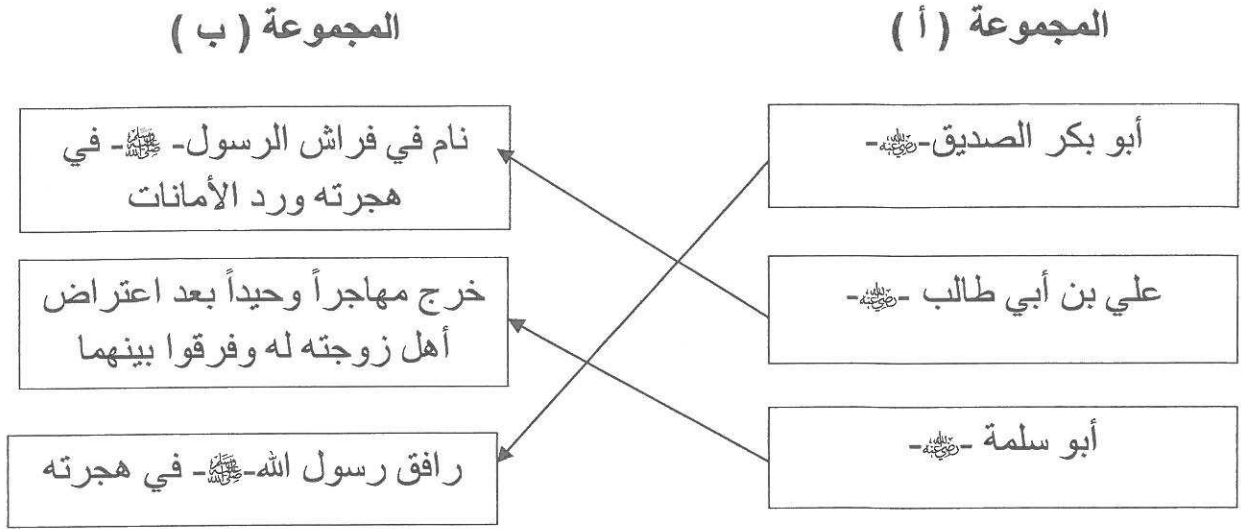 المجموعة ( أ )
المجموعة ( ب )
أبو بكر الصديق-رضي الله عنه-
نام في فراش الرسول- ﷺ- في
هجرته ورد الأمانات
علي بن أبي طالب -رضي الله عنه-
خرج مهاجراً وحيداً بعد اعتراض
أهل زوجته له وفرقوا بينهما
أبو سلمة -رضي الله عنه-
رافق رسول الله-ﷺ- في هجرته